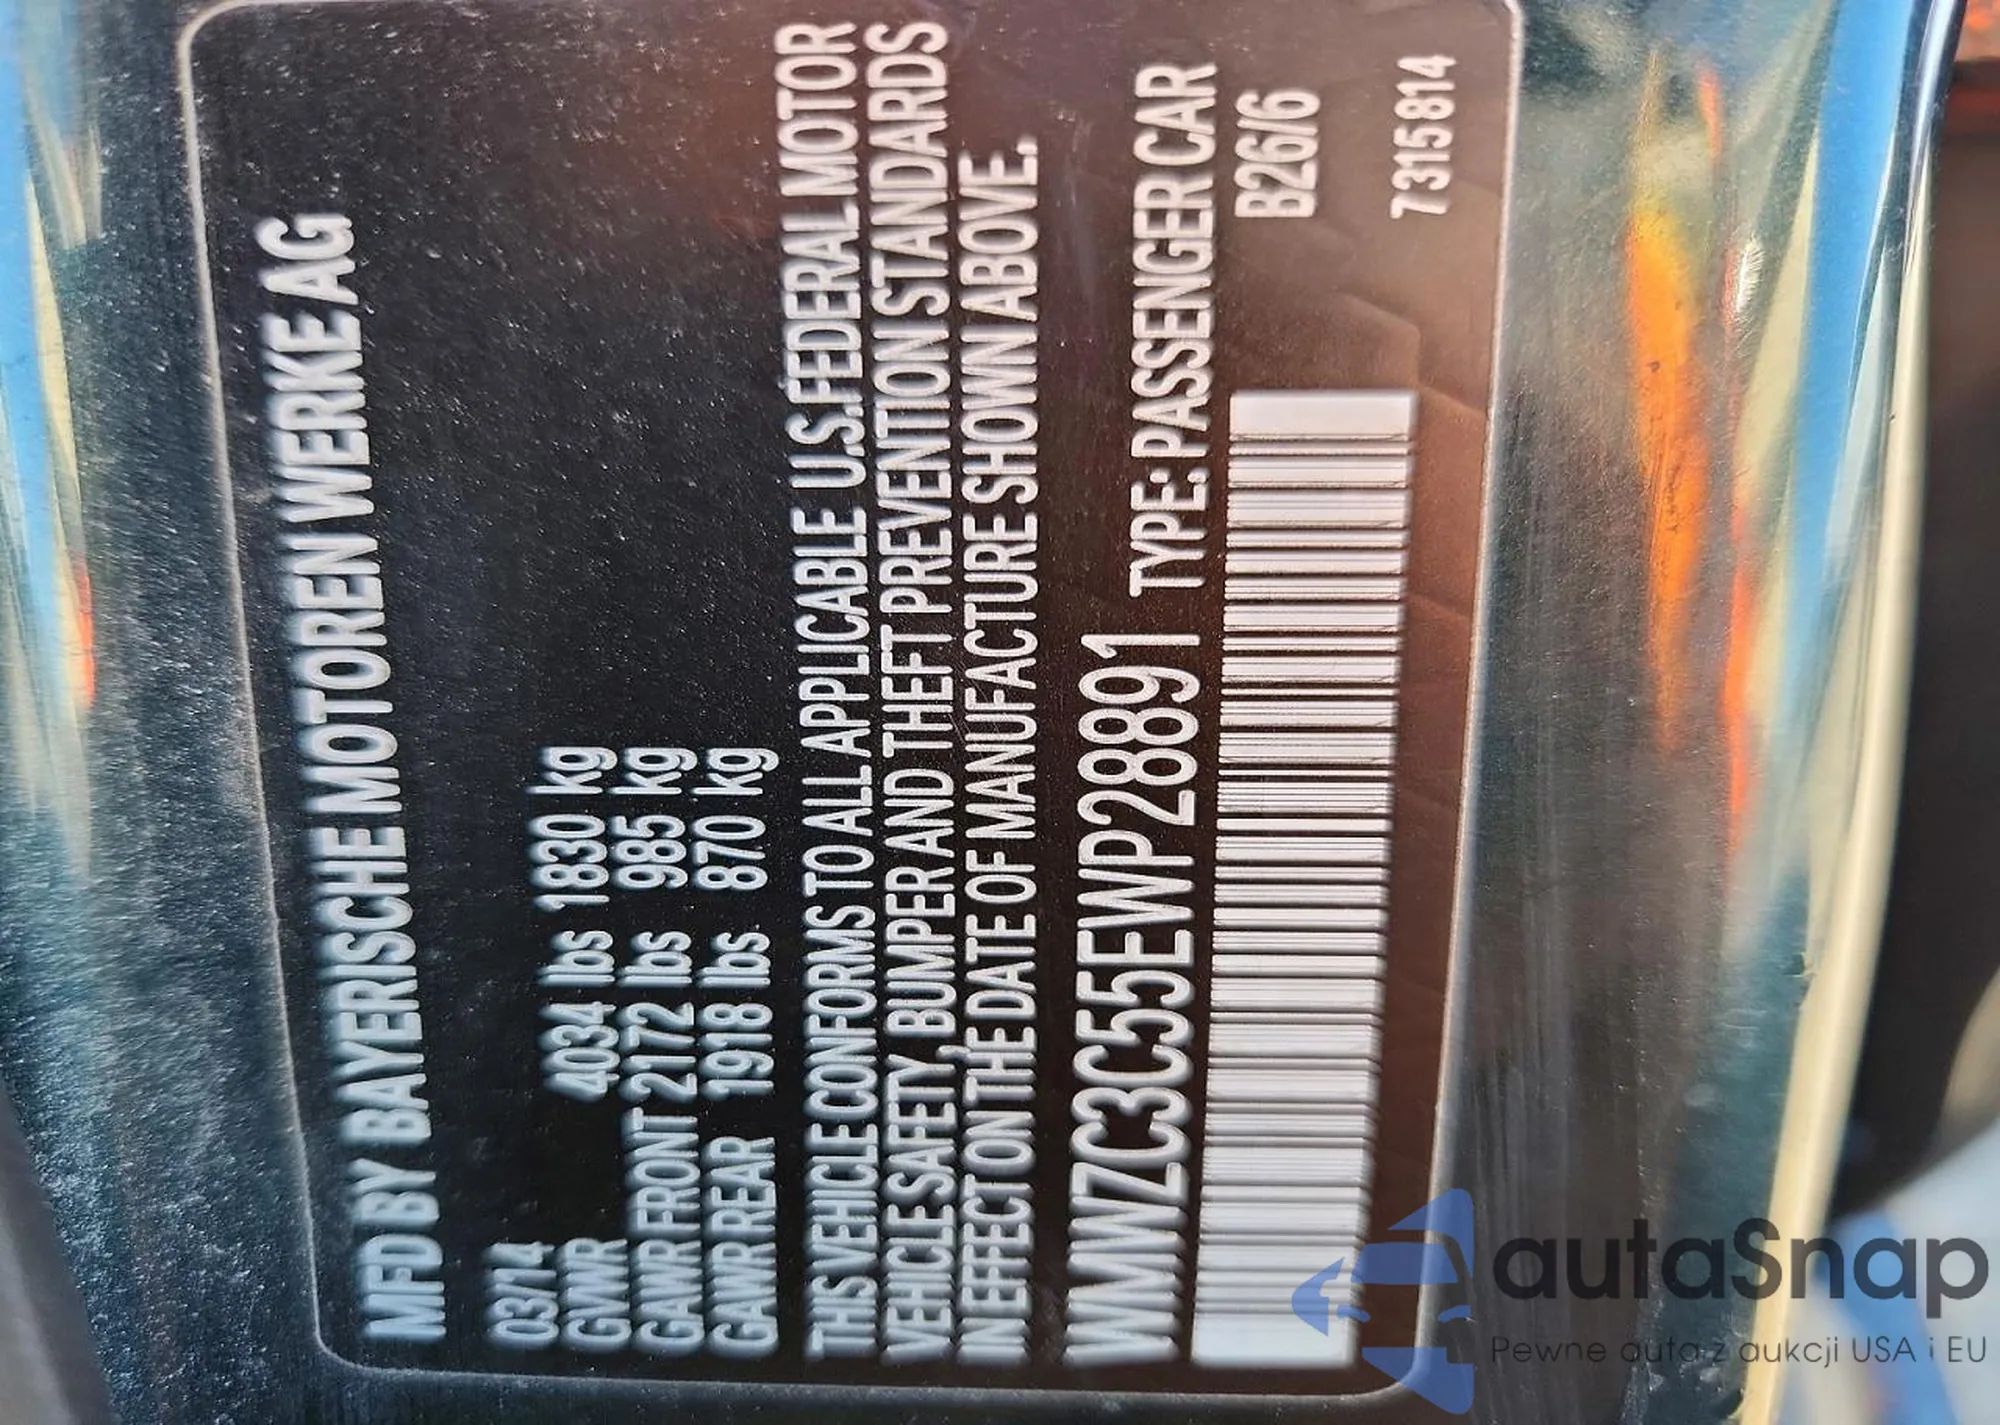 MFD BY BAYERISCHE MOTOREN WERKE AG
03/14
GVWR 4034 lbs 1830 kg
GAWR FRONT 2172 lbs 985 kg
GAWR REAR 1918 lbs 870 kg
THIS VEHICLE CONFORMS TO ALL APPLICABLE U.S.FEDERAL MOTOR
VEHICLE SAFETY, BUMPER AND THEFT PREVENTION STANDARDS
IN EFFECT ON THE DATE OF MANUFACTURE SHOWN ABOVE.
WMWZC3C55EWP28891 TYPE: PASSENGER CAR
B26/6
7315814
autaSnap
Pewne auta z aukcji USA i EU